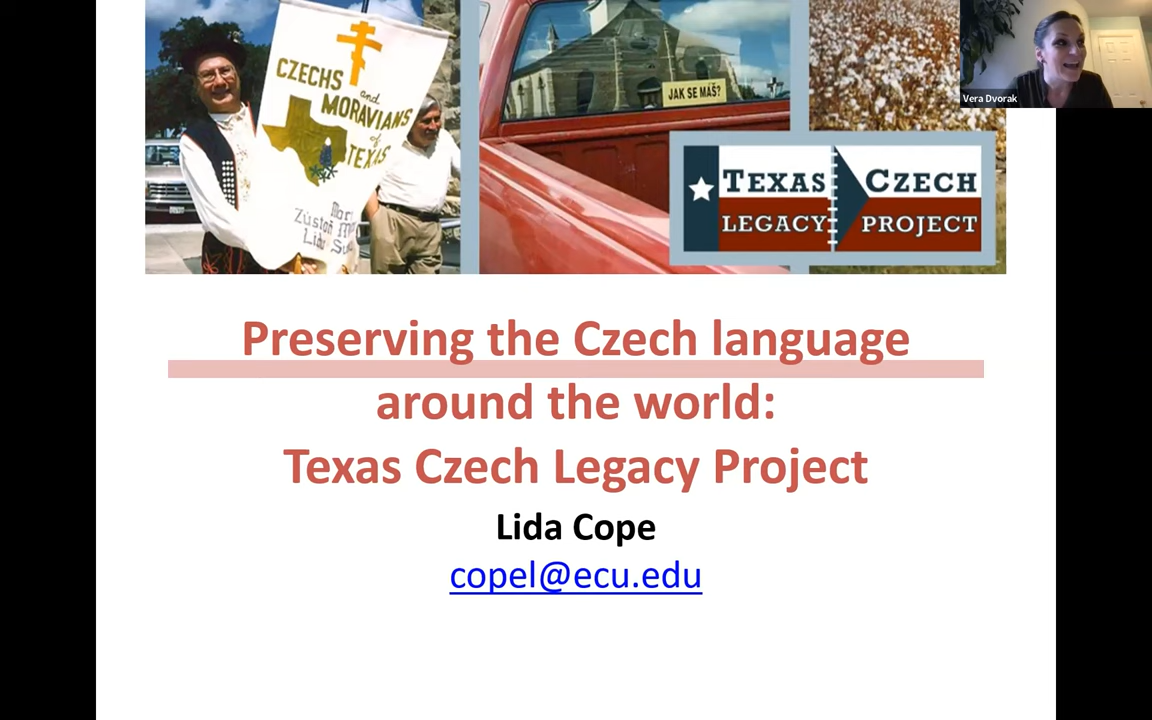 CZECHS
and
MORAVIANS
of
TEXAS
JAK SE MÁŠ?
TEXAS CZECH
LEGACY PROJECT
Vera Dvorak
Preserving the Czech language
around the world:
Texas Czech Legacy Project
Lida Cope
copel@ecu.edu